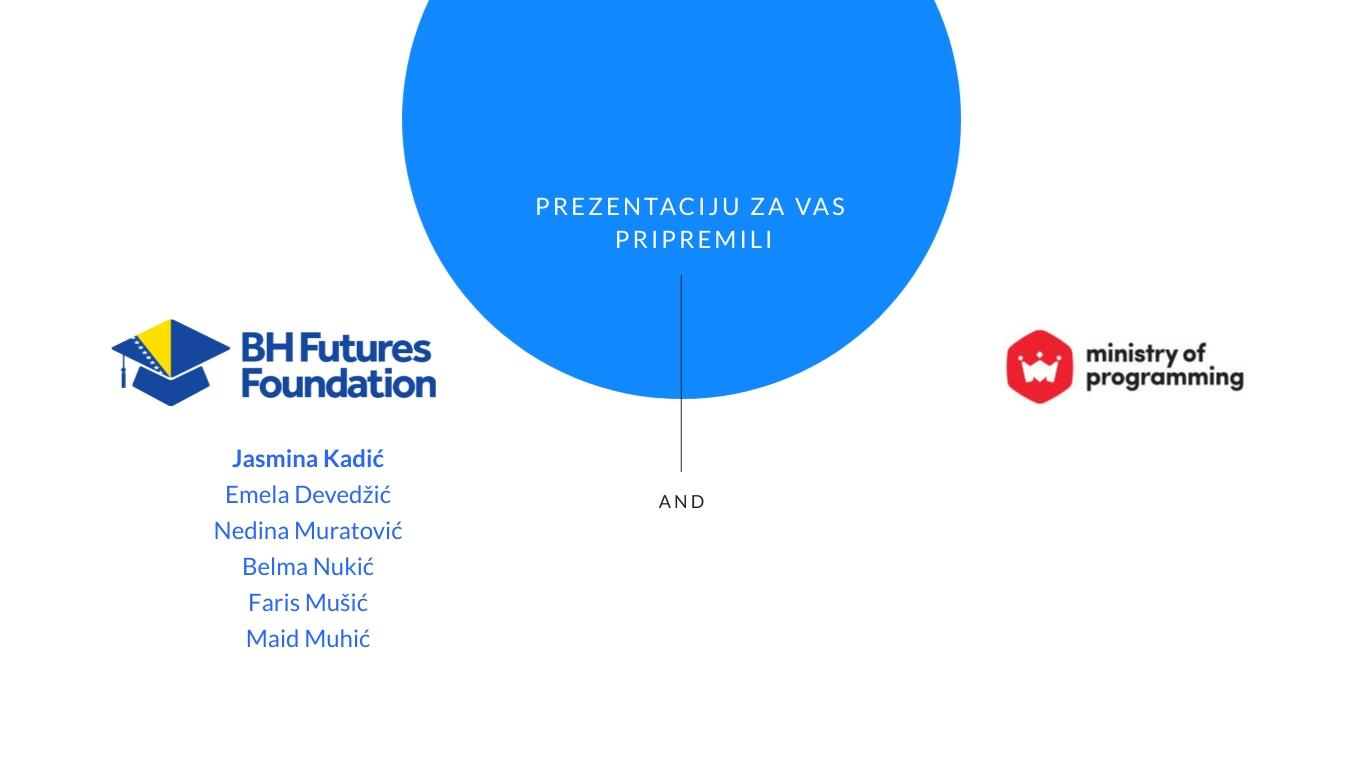 PREZENTACIJU ZA VAS
PRIPREMILI
BH Futures
Foundation
Jasmina Kadić
Emela Devedžić
Nedina Muratović
Belma Nukić
Faris Mušić
Maid Muhić
AND
ministry of
programming